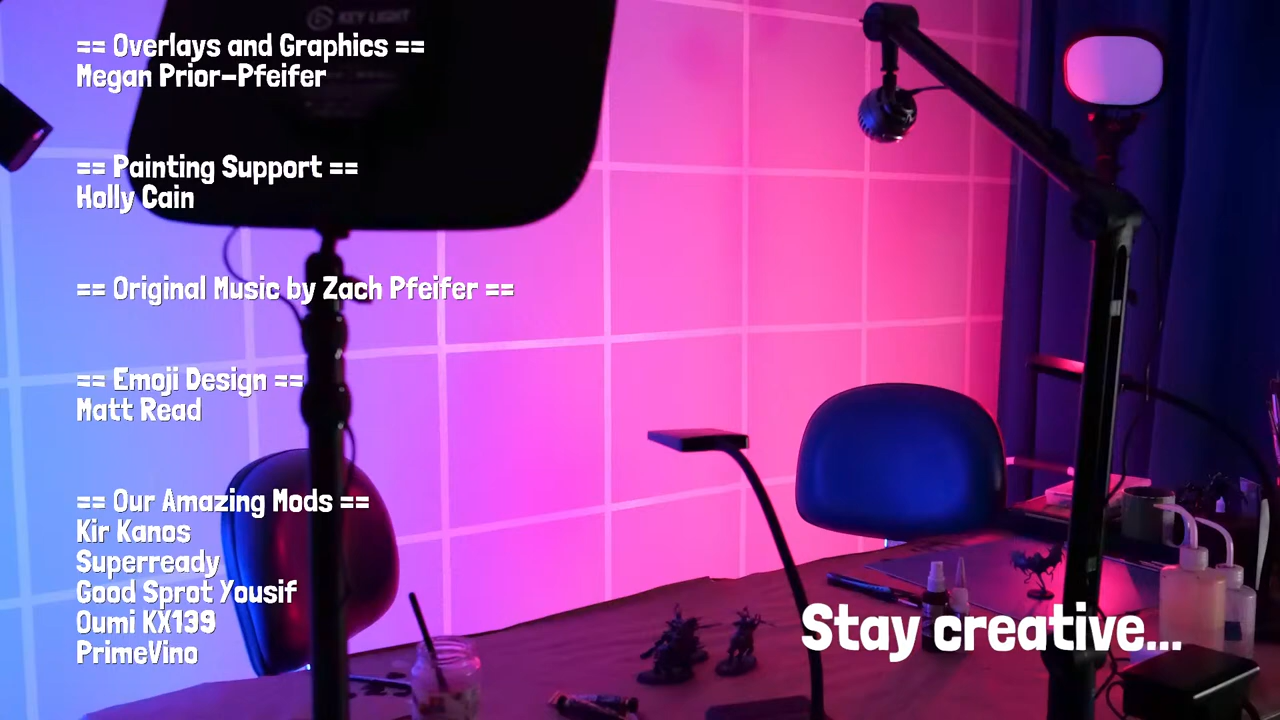 KEY LIGHT
== Overlays and Graphics ==
Megan Prior-Pfeifer
== Painting Support ==
Holly Cain
== Original Music by Zach Pfeifer ==
== Emoji Design ==
Matt Read
== Our Amazing Mods ==
Kir Kanos
Superready
Good Sprot Yousif
Oumi KX139
PrimeVino
Stay creative...